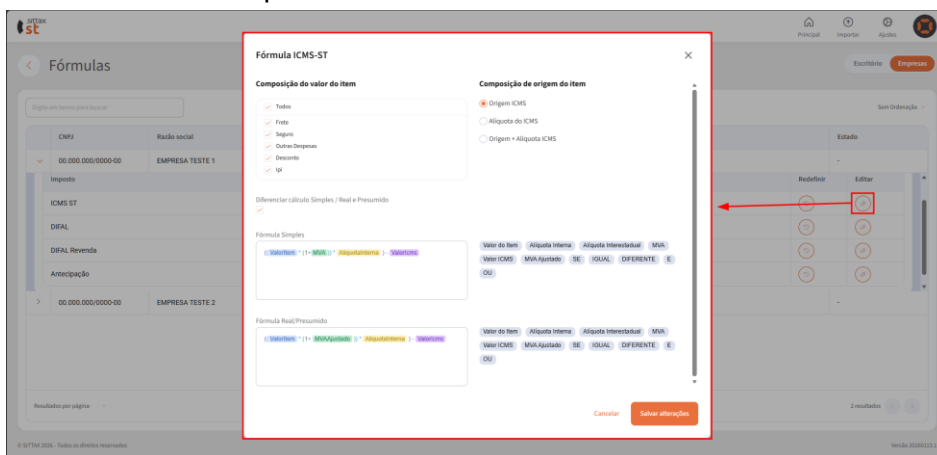 sittax
st
Principal
Importar
Ajustes
Fórmulas
Escritório
Empresas
Digite um termo para buscar
Sem Ordenação
CNPJ
Razão social
Estado
00.000.000/0000-00
EMPRESA TESTE 1
-
Imposto
Redefinir
Editar
ICMS ST
DIFAL
DIFAL Revenda
Antecipação
00.000.000/0000-00
EMPRESA TESTE 2
-
Resultados por página
2 resultados
Fórmula ICMS-ST
Composição do valor do item
Todos
Frete
Seguro
Outras Despesas
Desconto
Ipi
Composição de origem do item
Origem ICMS
Alíquota do ICMS
Origem + Alíquota ICMS
Diferenciar cálculo Simples / Real e Presumido
Fórmula Simples
(( ValorItem * (1+ MVA )) * AliquotaInterna ) - ValorIcms
Valor do Item Alíquota Interna Alíquota Interestadual MVA
Valor ICMS MVA Ajustado SE IGUAL DIFERENTE E
OU
Fórmula Real/Presumido
(( ValorItem * (1+ MVAAjustado )) * AliquotaInterna ) - ValorIcms
Valor do Item Alíquota Interna Alíquota Interestadual MVA
Valor ICMS MVA Ajustado SE IGUAL DIFERENTE E
OU
Cancelar
Salvar alterações
© SITTAX 2026 - Todos os direitos reservados